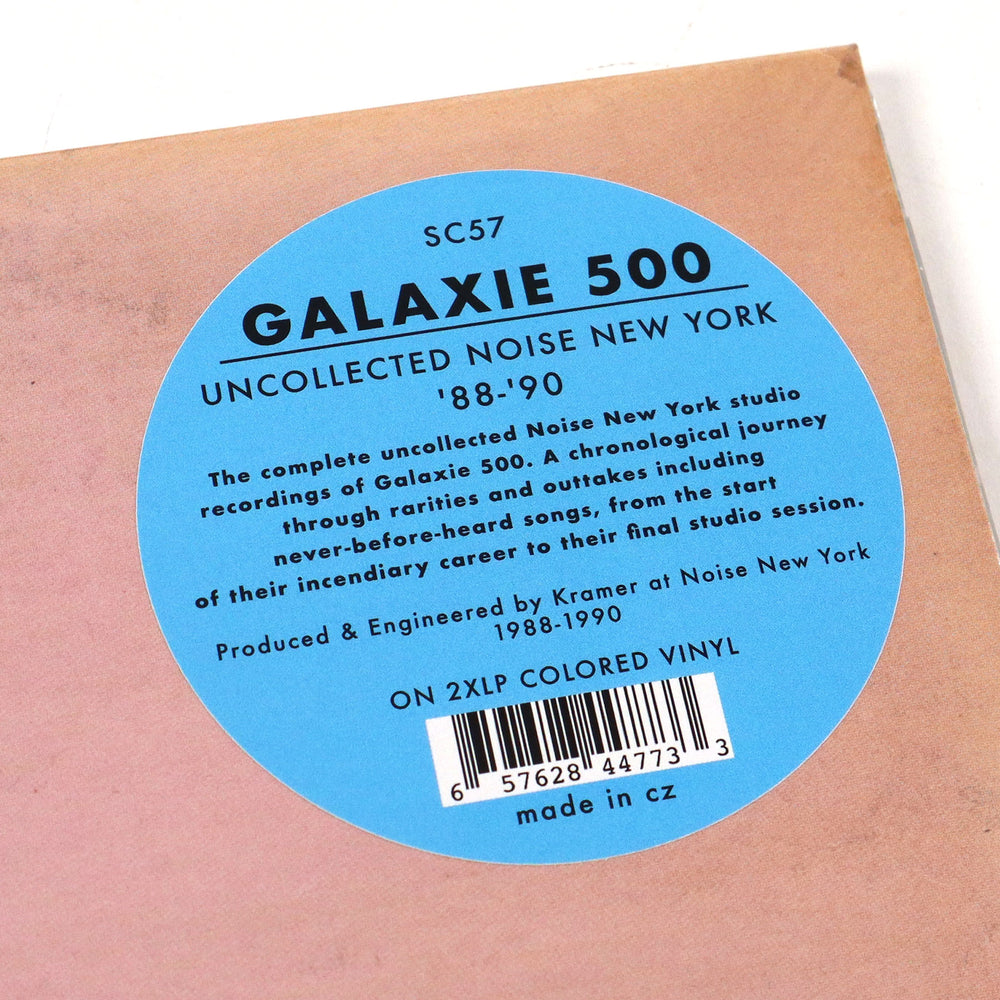 SC57
GALAXIE 500
UNCOLLECTED NOISE NEW YORK
'88-'90
The complete uncollected Noise New York studio
recordings of Galaxie 500. A chronological journey
through rarities and outtakes including
never-before-heard songs, from the start
of their incendiary career to their final studio session.
Produced & Engineered by Kramer at Noise New York
1988-1990
ON 2XLP COLORED VINYL
6 57628 44773 3
made in cz